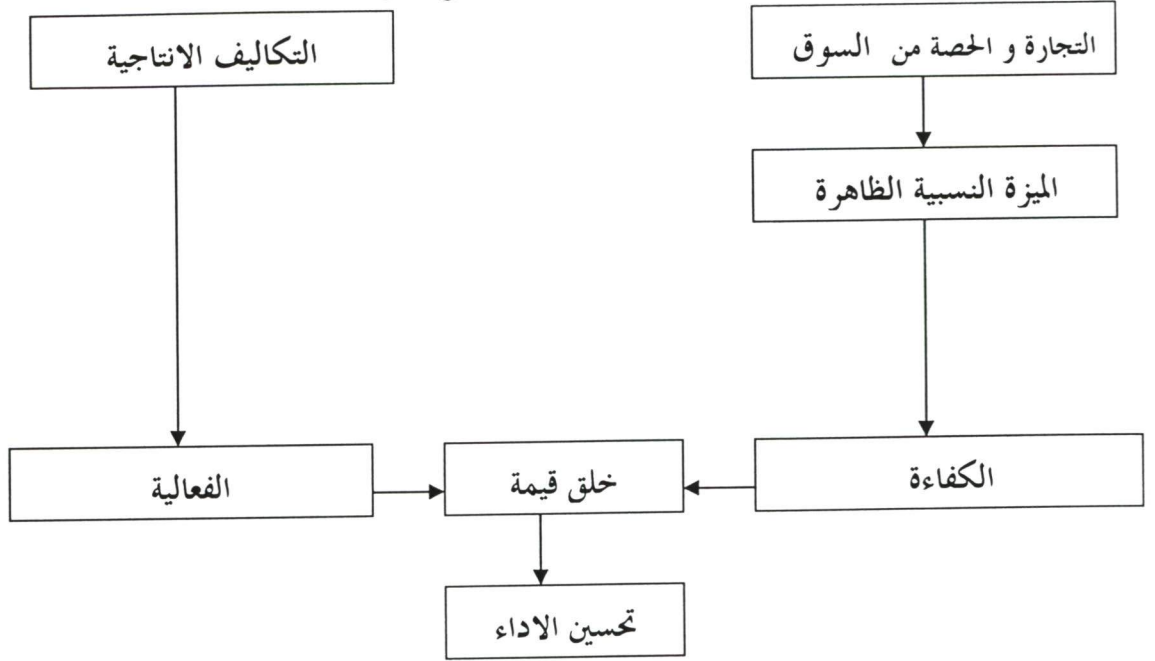 التجارة و الحصة من السوق
التكاليف الانتاجية
الميزة النسبية الظاهرة
الكفاءة
خلق قيمة
الفعالية
تحسين الاداء